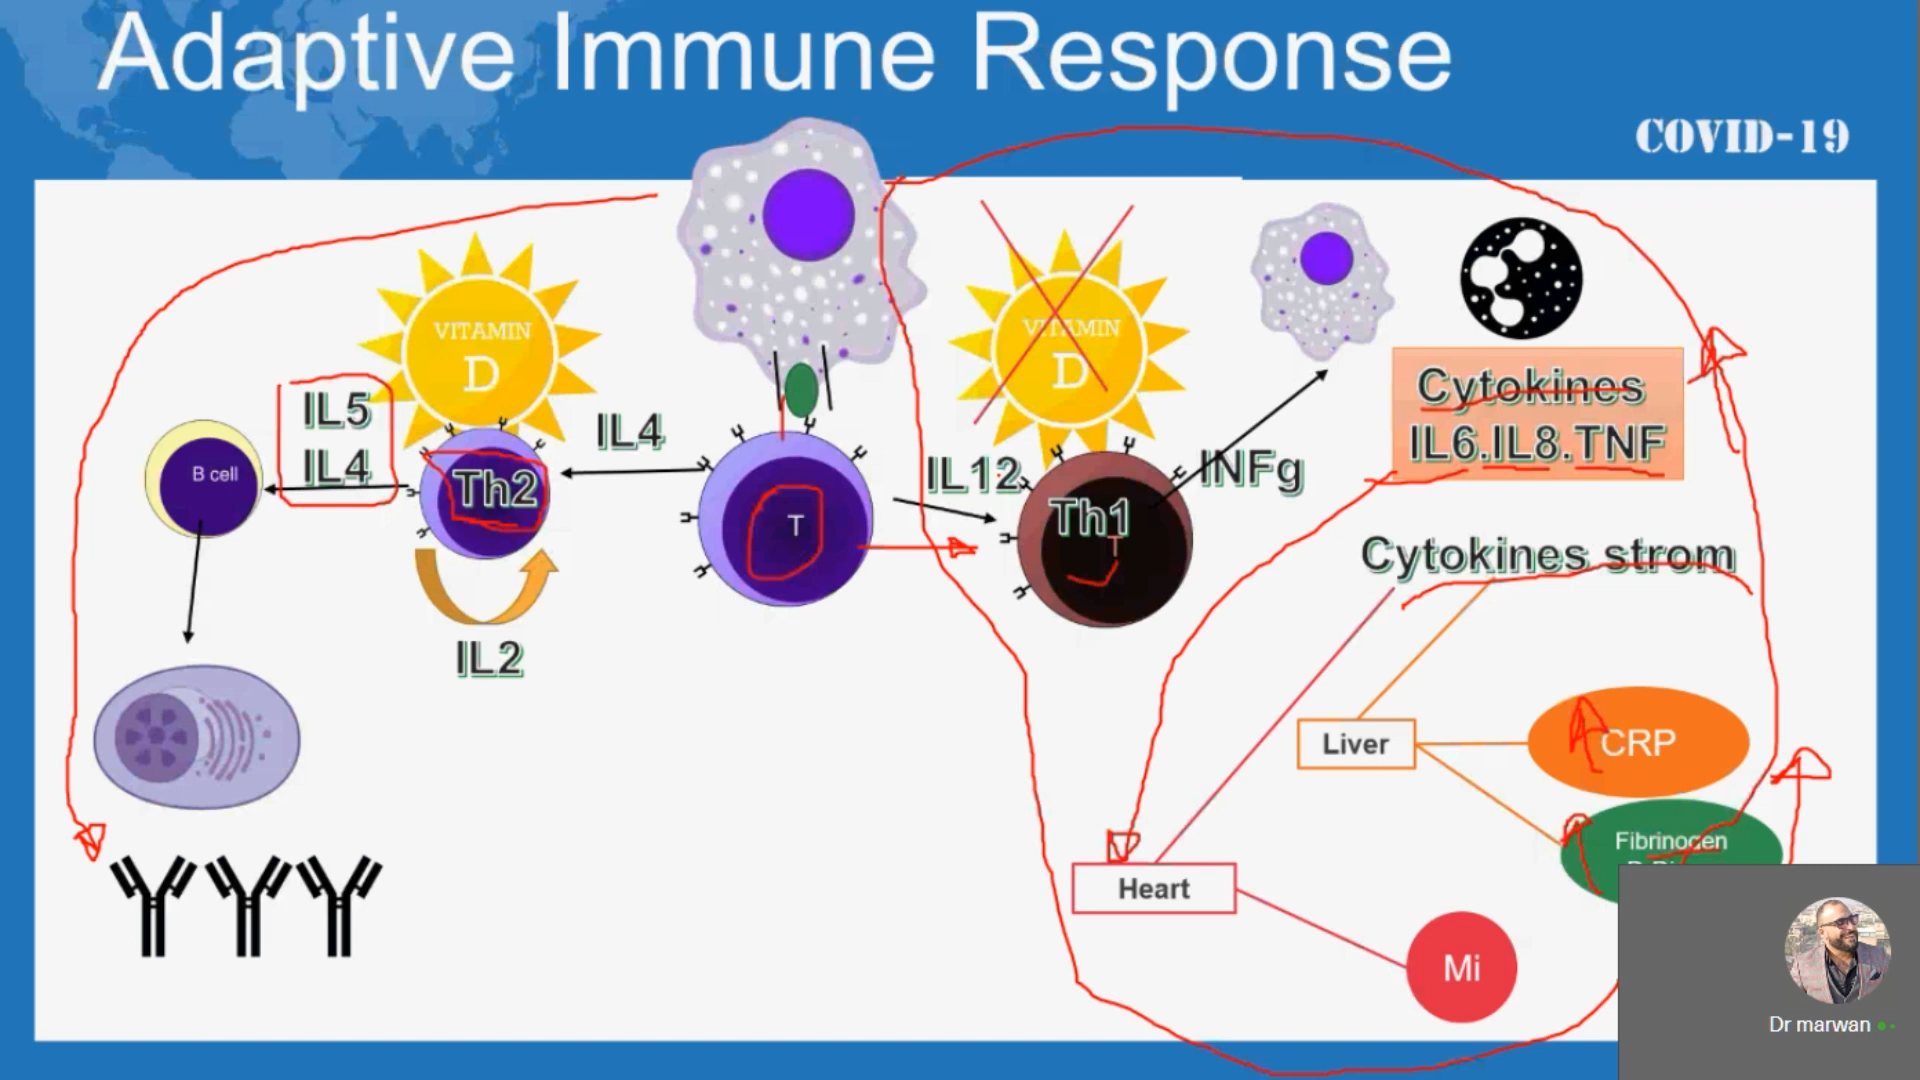 Adaptive Immune Response
COVID-19
VITAMIN
D
VITAMIN
D
IL5
IL4
B cell
Th2
IL4
T
IL2
IL12
Th1
T
INFg
Cytokines
IL6.IL8.TNF
Cytokines strom
Liver
CRP
Fibrinogen
Heart
Mi
Dr marwan